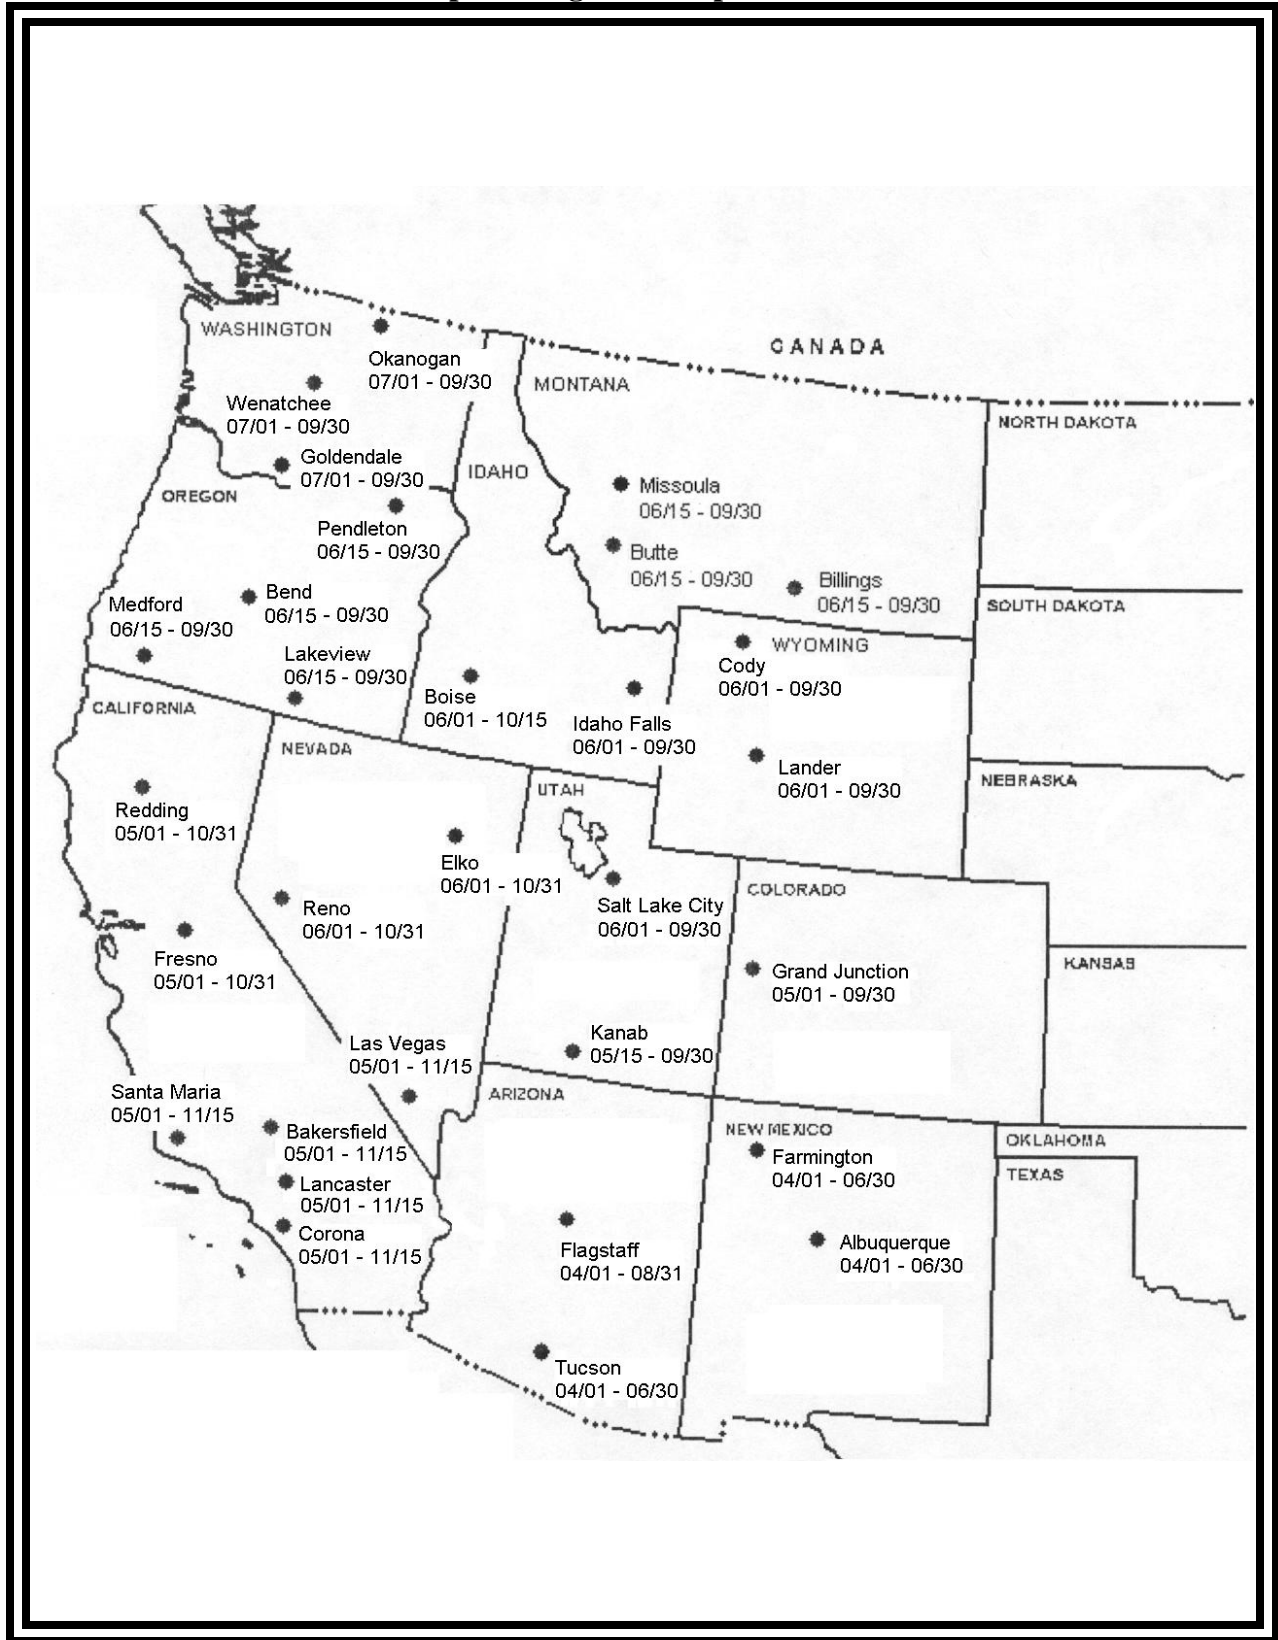 WASHINGTON
Okanogan
07/01 - 09/30
CANADA
MONTANA
Wenatchee
07/01 - 09/30
NORTH DAKOTA
Goldendale
07/01 - 09/30
IDAHO
OREGON
Missoula
06/15 - 09/30
Pendleton
06/15 - 09/30
Butte
06/15 - 09/30
Billings
06/15 - 09/30
SOUTH DAKOTA
Bend
06/15 - 09/30
Medford
06/15 - 09/30
Lakeview
06/15 - 09/30
WYOMING
Cody
06/01 - 09/30
Boise
06/01 - 10/15
Idaho Falls
06/01 - 09/30
CALIFORNIA
NEVADA
Lander
06/01 - 09/30
NEBRASKA
UTAH
Redding
05/01 - 10/31
Elko
06/01 - 10/31
COLORADO
Salt Lake City
06/01 - 09/30
Reno
06/01 - 10/31
Fresno
05/01 - 10/31
KANSAS
Grand Junction
05/01 - 09/30
Kanab
05/15 - 09/30
Las Vegas
05/01 - 11/15
ARIZONA
Santa Maria
05/01 - 11/15
Bakersfield
05/01 - 11/15
NEW MEXICO
Farmington
04/01 - 06/30
OKLAHOMA
TEXAS
Lancaster
05/01 - 11/15
Corona
05/01 - 11/15
Flagstaff
04/01 - 08/31
Albuquerque
04/01 - 06/30
Tucson
04/01 - 06/30